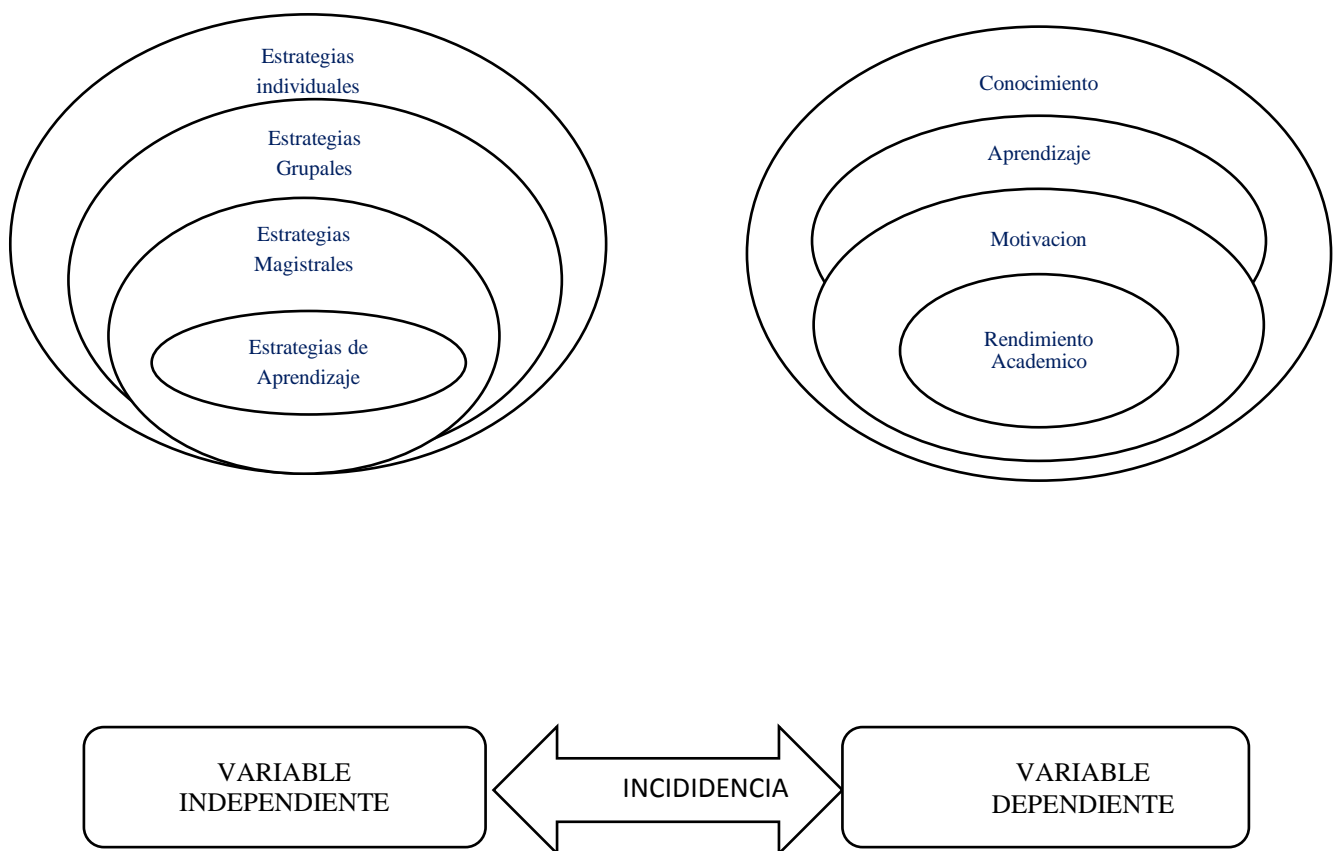 Estrategias
individuales
Estrategias
Grupales
Estrategias
Magistrales
Estrategias de
Aprendizaje
Conocimiento
Aprendizaje
Motivacion
Rendimiento
Academico
VARIABLE
INDEPENDIENTE
INCIDIDENCIA
VARIABLE
DEPENDIENTE